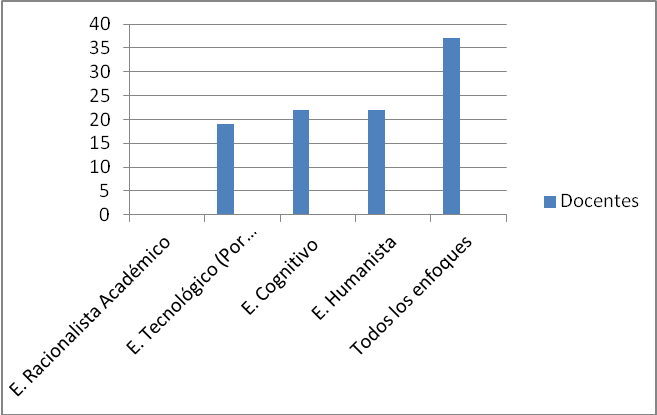 40
35
30
25
20
15
10
5
0
E. Racionalista Académico
E. Tecnológico (Por...
E. Cognitivo
E. Humanista
Todos los enfoques
Docentes